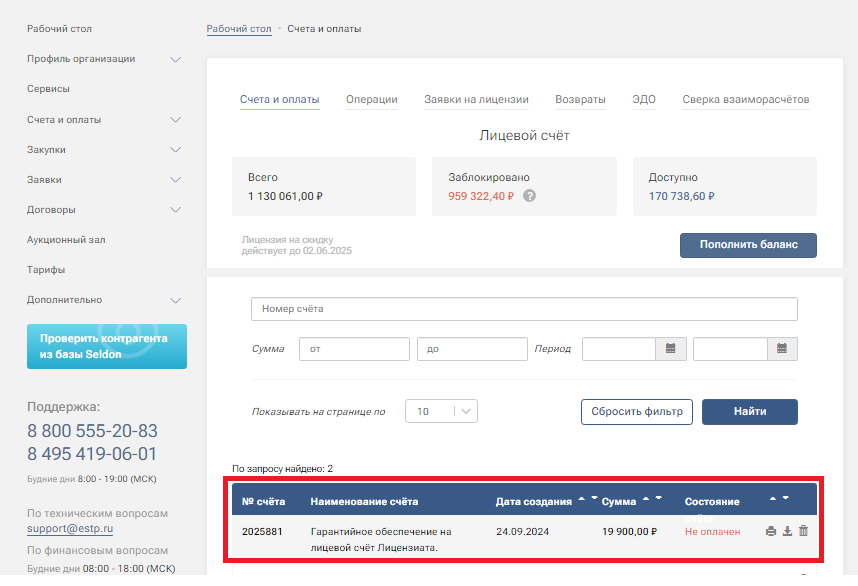 Рабочий стол
Профиль организации
Сервисы
Счета и оплаты
Закупки
Заявки
Договоры
Аукционный зал
Тарифы
Дополнительно
Проверить контрагента
из базы Seldon
Поддержка:
8 800 555-20-83
8 495 419-06-01
Будние дни 8:00 - 19:00 (МСК)
По техническим вопросам
support@estp.ru
По финансовым вопросам
Будние дни 08:00 - 18:00 (МСК)
Рабочий стол • Счета и оплаты
Счета и оплаты Операции Заявки на лицензии Возвраты ЭДО Сверка взаиморасчётов
Лицевой счёт
Всего
1 130 061,00 ₽
Заблокировано
959 322,40 ₽ ?
Доступно
170 738,60 ₽
Лицензия на скидку
действует до 02.06.2025
Пополнить баланс
Номер счёта
Сумма от до Период
Показывать на странице по 10 Сбросить фильтр Найти
По запросу найдено: 2
№ счёта Наименование счёта Дата создания Сумма Состояние
2025881 Гарантийное обеспечение на 24.09.2024 19 900,00 ₽ Не оплачен
лицевой счёт Лицензиата.